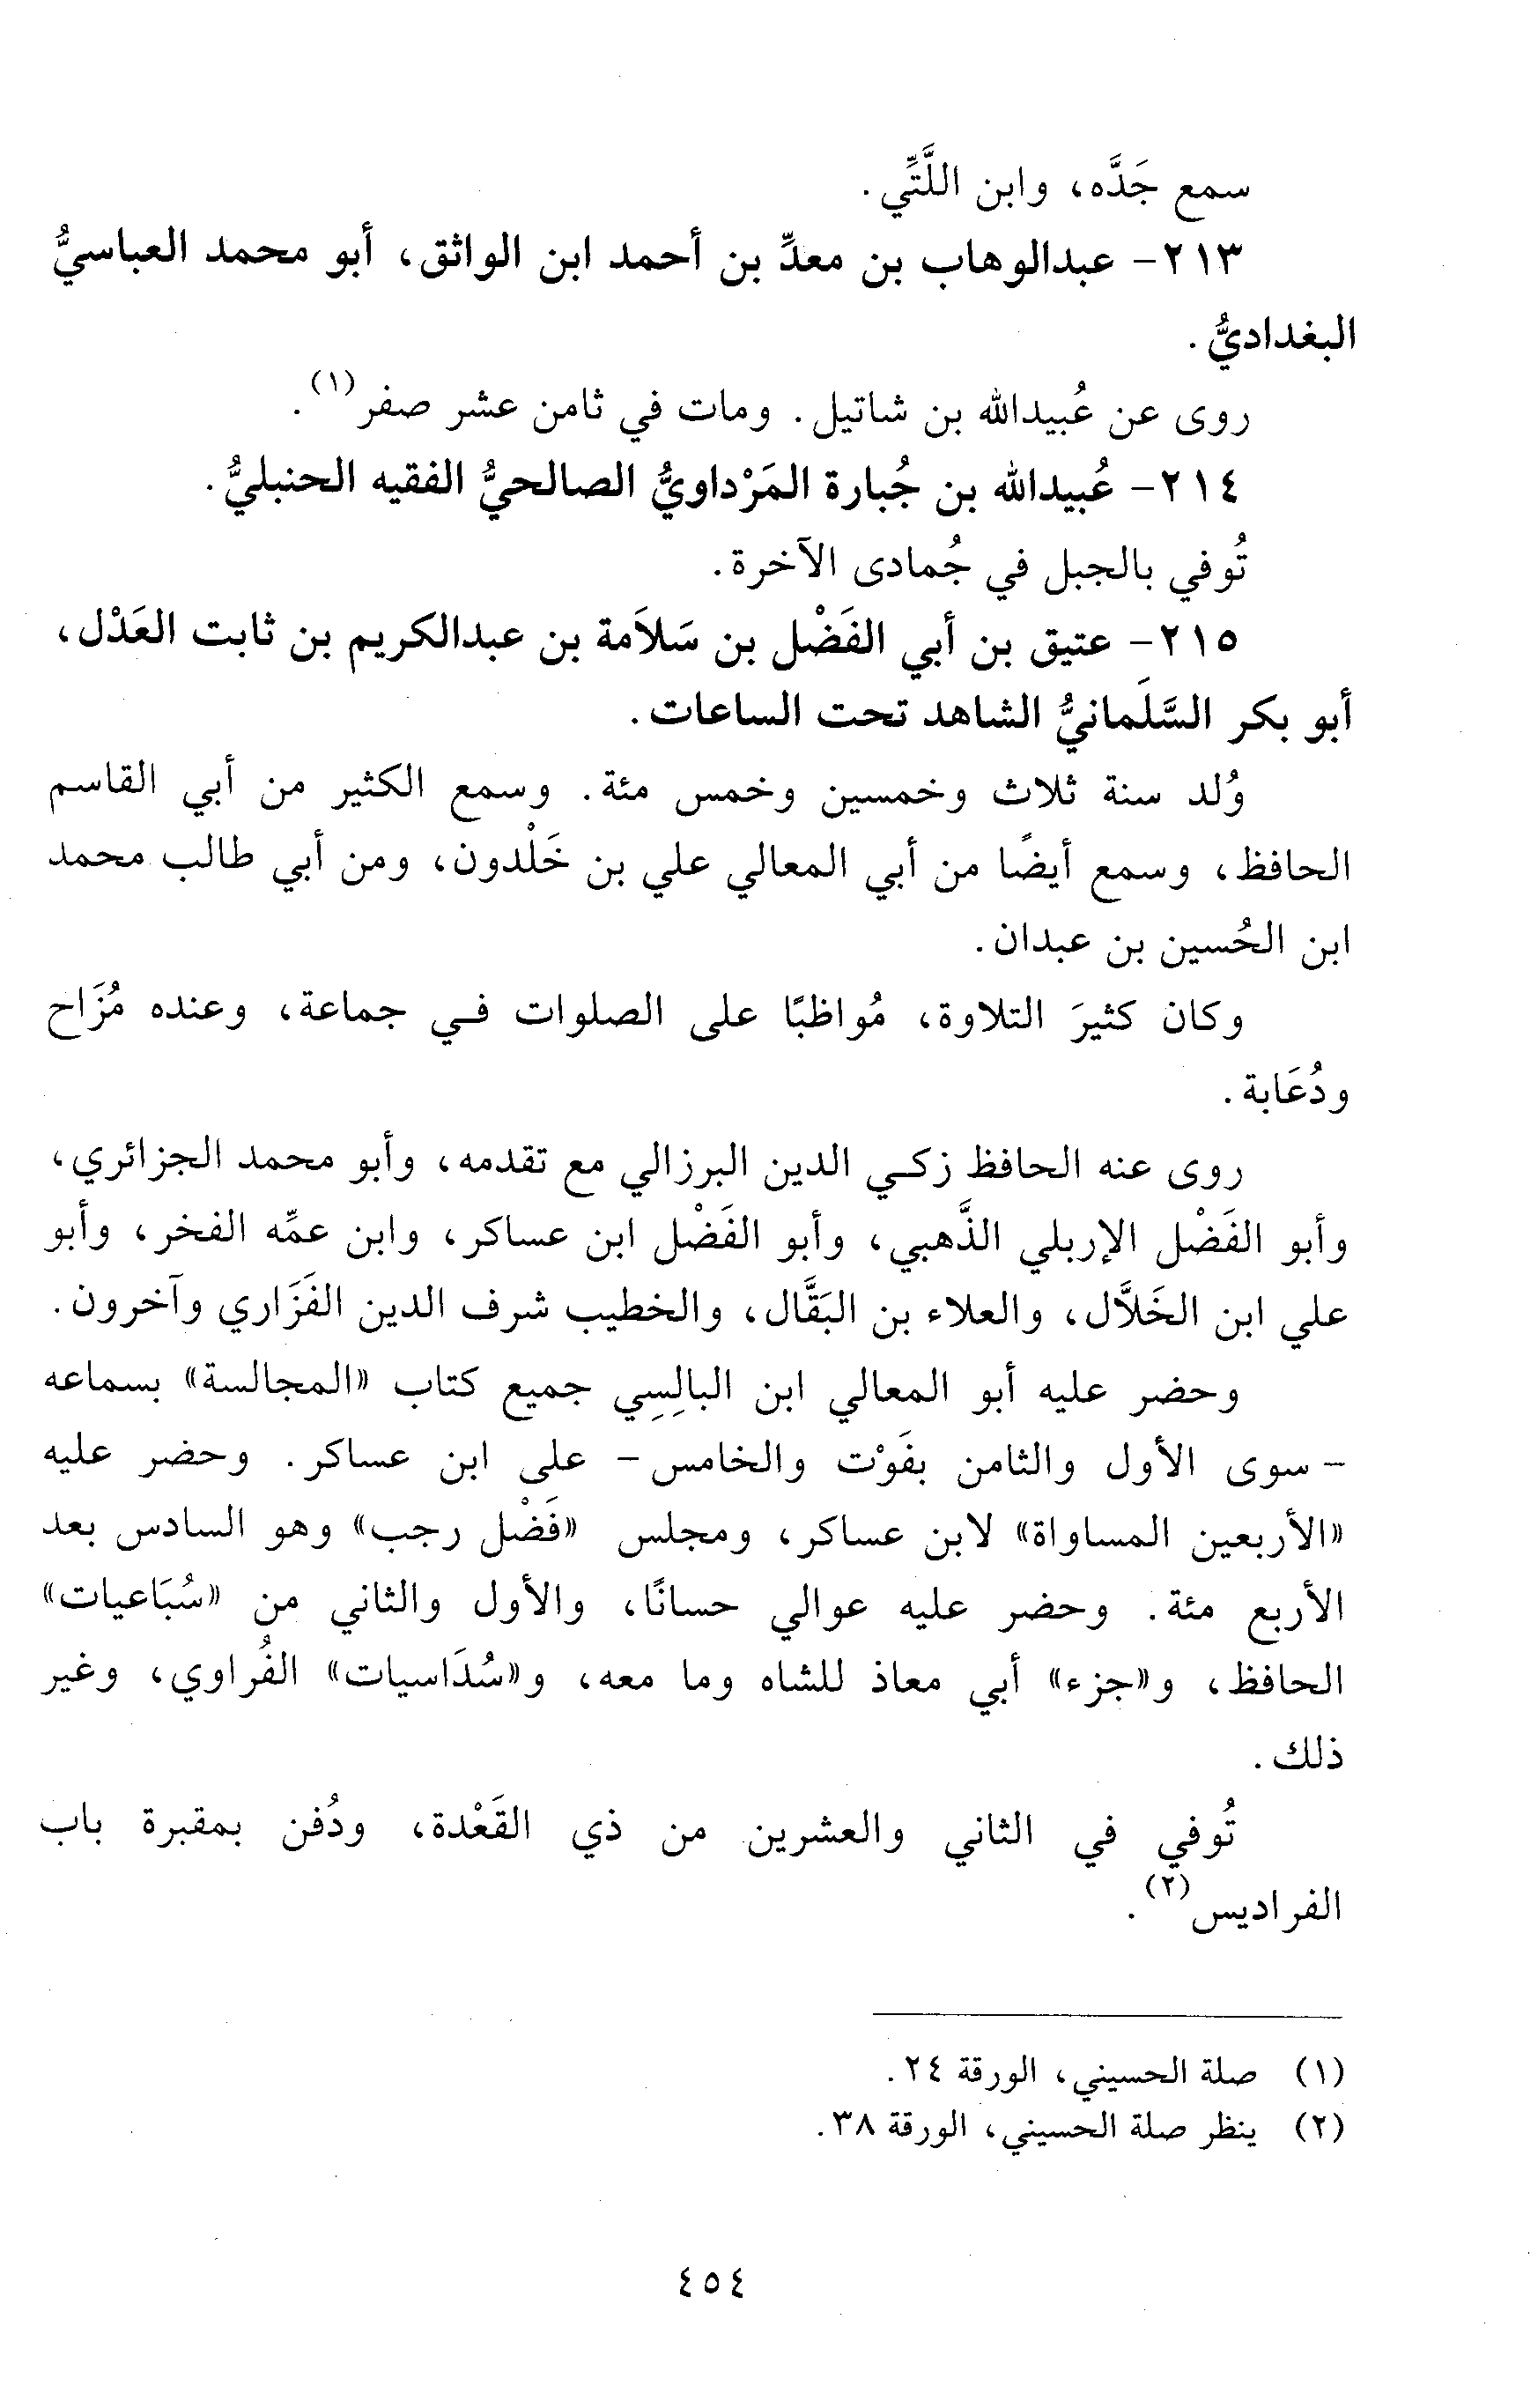 سمع جَدَّه، وابن اللَّتِّي.
٢١٣- عبدالوهاب بن معدِّ بن أحمد ابن الواثق، أبو محمد العباسيُّ
البغداديُّ.
روى عن عُبيدالله بن شاتيل. ومات في ثامن عشر صفر(١).
٢١٤- عُبيدالله بن جُبارة المَرْداويُّ الصالحيُّ الفقيه الحنبليُّ.
تُوفي بالجبل في جُمادى الآخرة.
٢١٥- عتيق بن أبي الفَضْل بن سَلاَمة بن عبدالكريم بن ثابت العَدْل،
أبو بكر السَّلَمانيُّ الشاهد تحت الساعات.
وُلد سنة ثلاث وخمسين وخمس مئة. وسمع الكثير من أبي القاسم
الحافظ، وسمع أيضًا من أبي المعالي علي بن خَلْدون، ومن أبي طالب محمد
ابن الحُسين بن عبدان.
وكان كثيرَ التلاوة، مُواظبًا على الصلوات في جماعة، وعنده مُزَاح
ودُعَابة.
روى عنه الحافظ زكي الدين البرزالي مع تقدمه، وأبو محمد الجزائري،
وأبو الفَضْل الإربلي الذَّهبي، وأبو الفَضْل ابن عساكر، وابن عمِّه الفخر، وأبو
علي ابن الخَلاَّل، والعلاء بن البَقَّال، والخطيب شرف الدين الفَزَاري وآخرون.
وحضر عليه أبو المعالي ابن البالِسِي جميع كتاب «المجالسة» بسماعه
- سوى الأول والثامن بفَوْت والخامس- على ابن عساكر. وحضر عليه
«الأربعين المساواة» لابن عساكر، ومجلس «فَضْل رجب» وهو السادس بعد
الأربع مئة. وحضر عليه عوالي حسانًا، والأول والثاني من «سُبَاعيات»
الحافظ، و«جزء» أبي معاذ للشاه وما معه، و«سُدَاسيات» الفُراوي، وغير
ذلك.
تُوفي في الثاني والعشرين من ذي القَعْدة، ودُفن بمقبرة باب
الفراديس(٢).
(١) صلة الحسيني، الورقة ٢٤.
(٢) ينظر صلة الحسيني، الورقة ٣٨.
٤٥٤